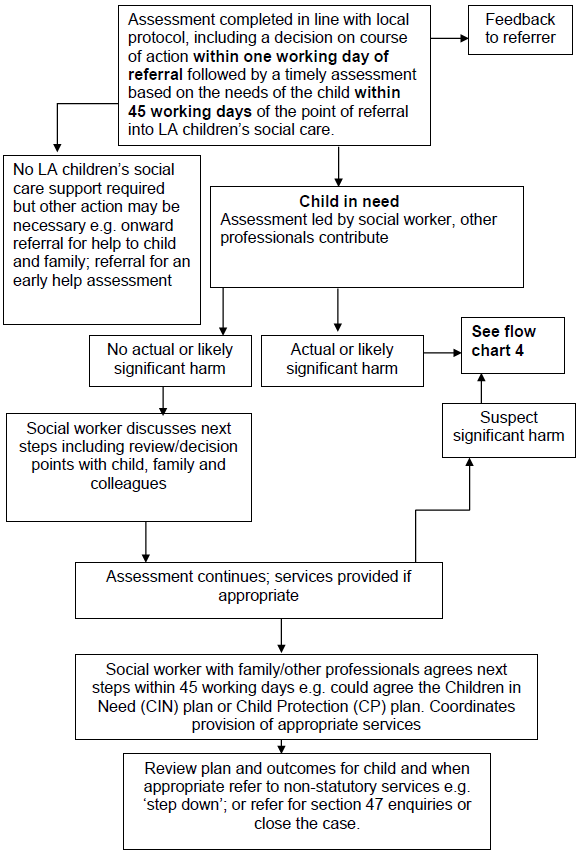 Assessment completed in line with local
protocol, including a decision on course
of action within one working day of
referral followed by a timely assessment
based on the needs of the child within
45 working days of the point of referral
into LA children's social care.
Feedback
to referrer
No LA children's social
care support required
but other action may be
necessary e.g. onward
referral for help to child
and family; referral for an
early help assessment
Child in need
Assessment led by social worker, other
professionals contribute
No actual or likely
significant harm
Actual or likely
significant harm
See flow
chart 4
Social worker discusses next
steps including review/decision
points with child, family and
colleagues
Suspect
significant harm
Assessment continues; services provided if
appropriate
Social worker with family/other professionals agrees next
steps within 45 working days e.g. could agree the Children in
Need (CIN) plan or Child Protection (CP) plan. Coordinates
provision of appropriate services
Review plan and outcomes for child and when
appropriate refer to non-statutory services e.g.
‘step down’; or refer for section 47 enquiries or
close the case.